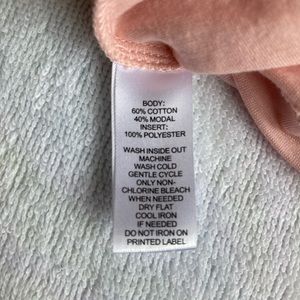 BODY:
60% COTTON
40% MODAL
INSERT:
100% POLYESTER
WASH INSIDE OUT
MACHINE
WASH COLD
GENTLE CYCLE
ONLY NON-
CHLORINE BLEACH
WHEN NEEDED
DRY FLAT
COOL IRON
IF NEEDED
DO NOT IRON ON
PRINTED LABEL